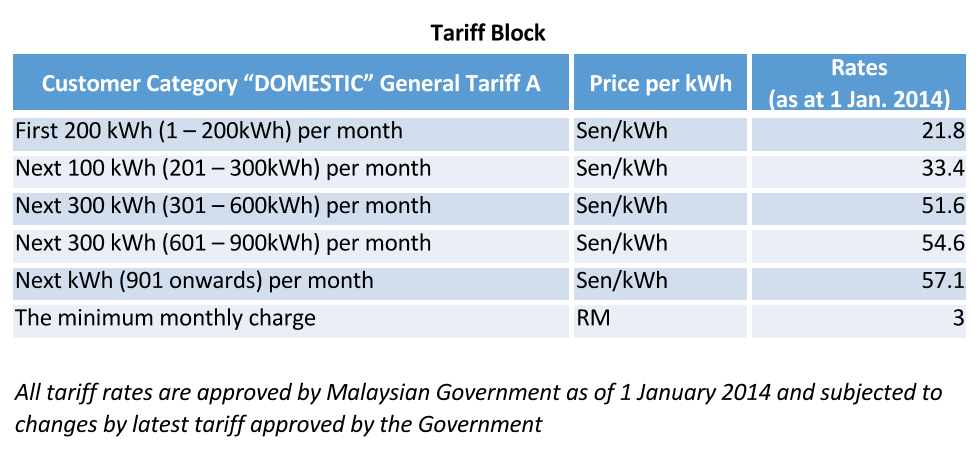 Tariff Block
Customer Category “DOMESTIC” General Tariff A Price per kWh Rates
(as at 1 Jan. 2014)
First 200 kWh (1 – 200kWh) per month Sen/kWh 21.8
Next 100 kWh (201 – 300kWh) per month Sen/kWh 33.4
Next 300 kWh (301 – 600kWh) per month Sen/kWh 51.6
Next 300 kWh (601 – 900kWh) per month Sen/kWh 54.6
Next kWh (901 onwards) per month Sen/kWh 57.1
The minimum monthly charge RM 3
All tariff rates are approved by Malaysian Government as of 1 January 2014 and subjected to
changes by latest tariff approved by the Government